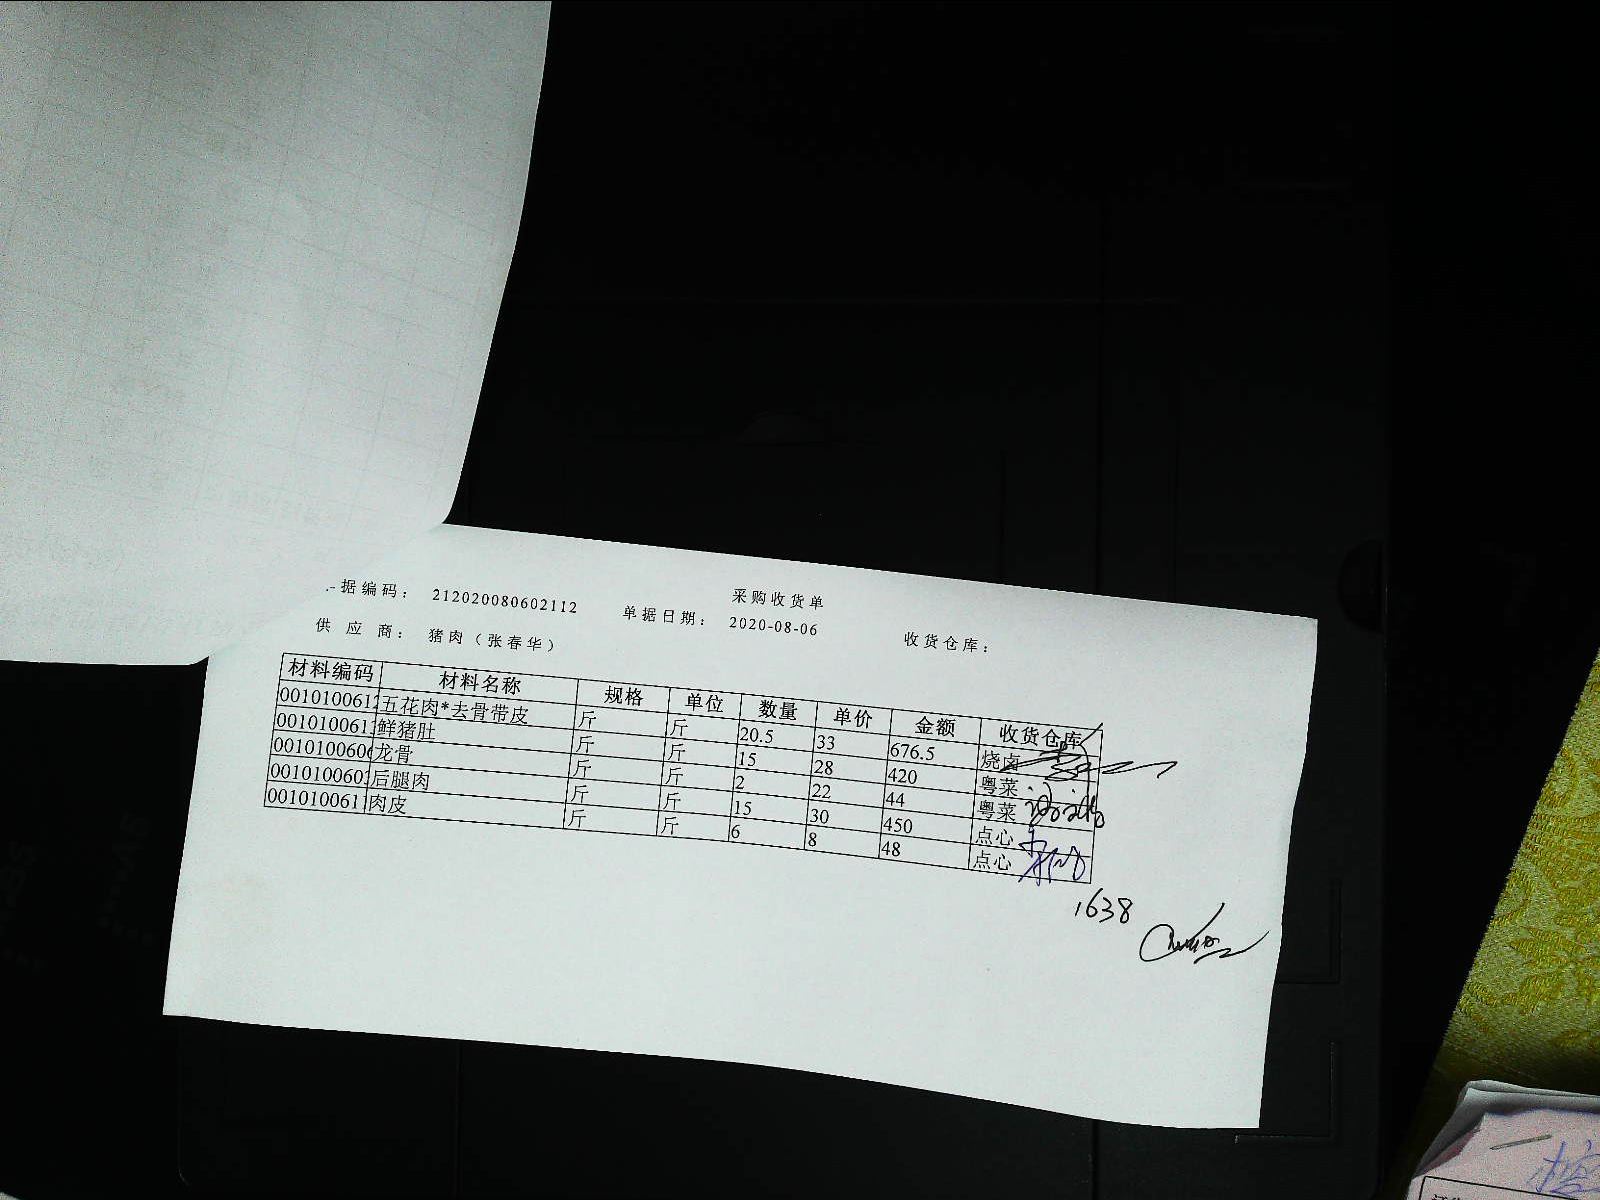 采购收货单
据编码： 212020080602112 单据日期： 2020-08-06 收货仓库：
供 应 商： 猪肉（张春华）
材料编码 材料名称 规格 单位 数量 单价 金额 收货仓库
0010100612 五花肉*去骨带皮 斤 斤 20.5 33 676.5 烧卤
001010061 鲜猪肚 斤 斤 15 28 420 粤菜
001010060 龙骨 斤 斤 2 22 44 粤菜
001010060 后腿肉 斤 斤 15 30 450 点心
001010061 肉皮 斤 斤 6 8 48 点心
1638